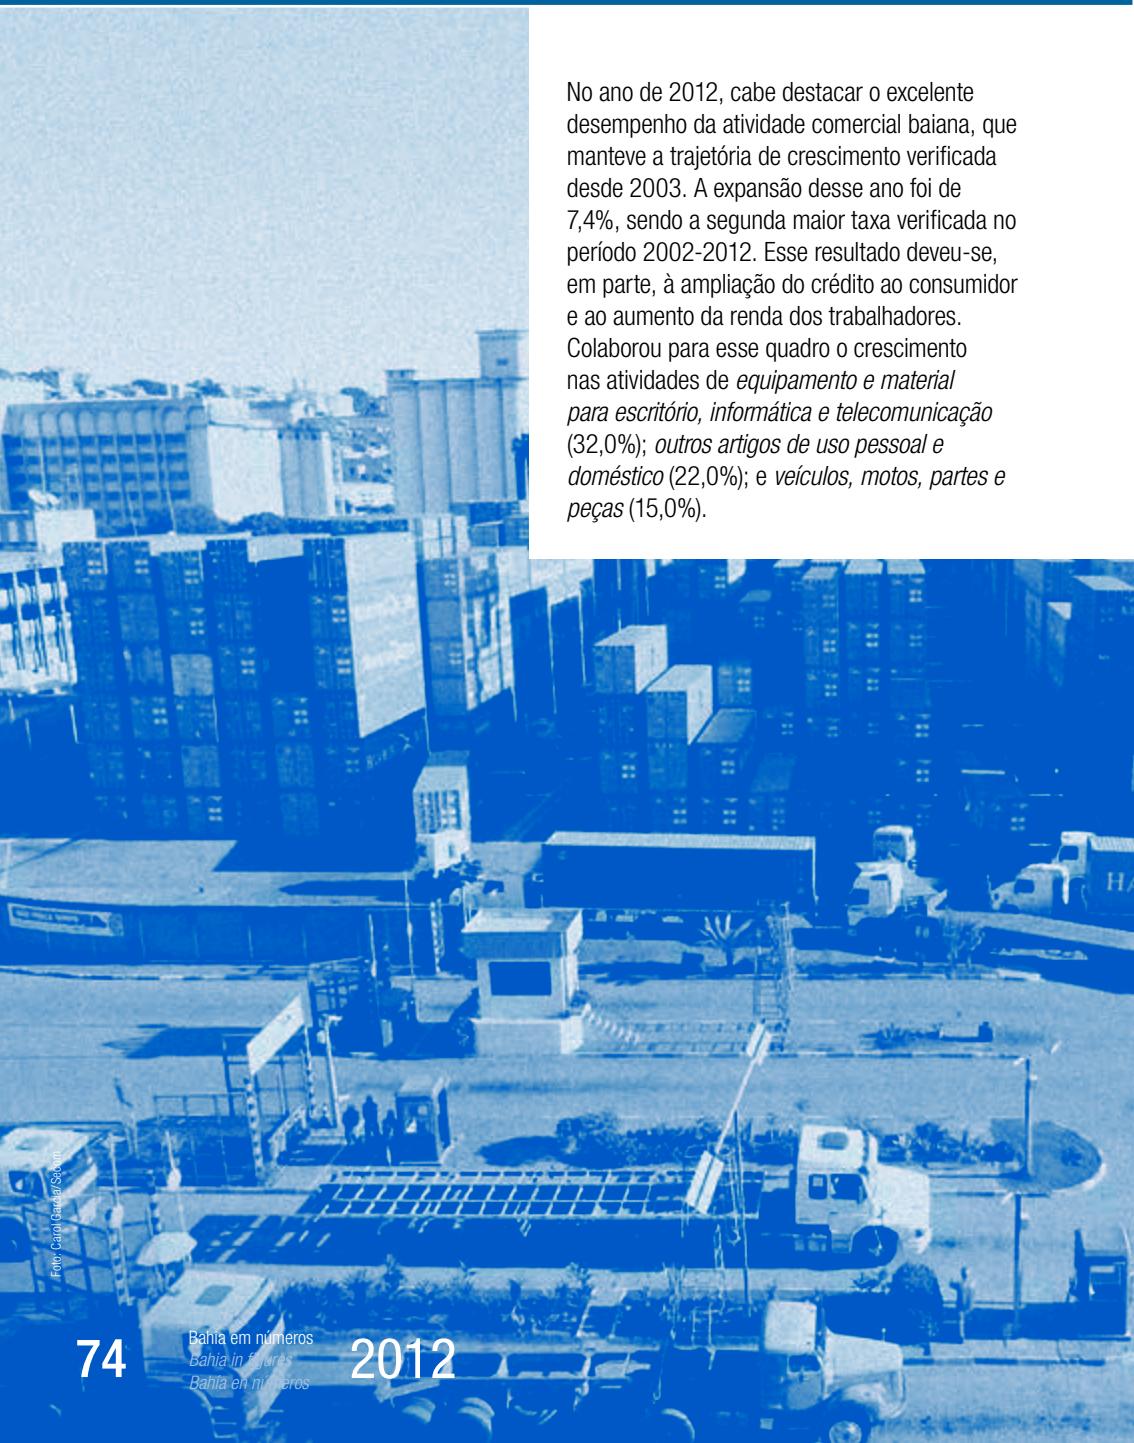 No ano de 2012, cabe destacar o excelente
desempenho da atividade comercial baiana, que
manteve a trajetória de crescimento verificada
desde 2003. A expansão desse ano foi de
7,4%, sendo a segunda maior taxa verificada no
período 2002-2012. Esse resultado deveu-se,
em parte, à ampliação do crédito ao consumidor
e ao aumento da renda dos trabalhadores.
Colaborou para esse quadro o crescimento
nas atividades de equipamento e material
para escritório, informática e telecomunicação
(32,0%); outros artigos de uso pessoal e
doméstico (22,0%); e veículos, motos, partes e
peças (15,0%).
HA
Foto: Carol Garcia/Secom
74
Bahia em números
Bahia in figures
Bahía en números
2012